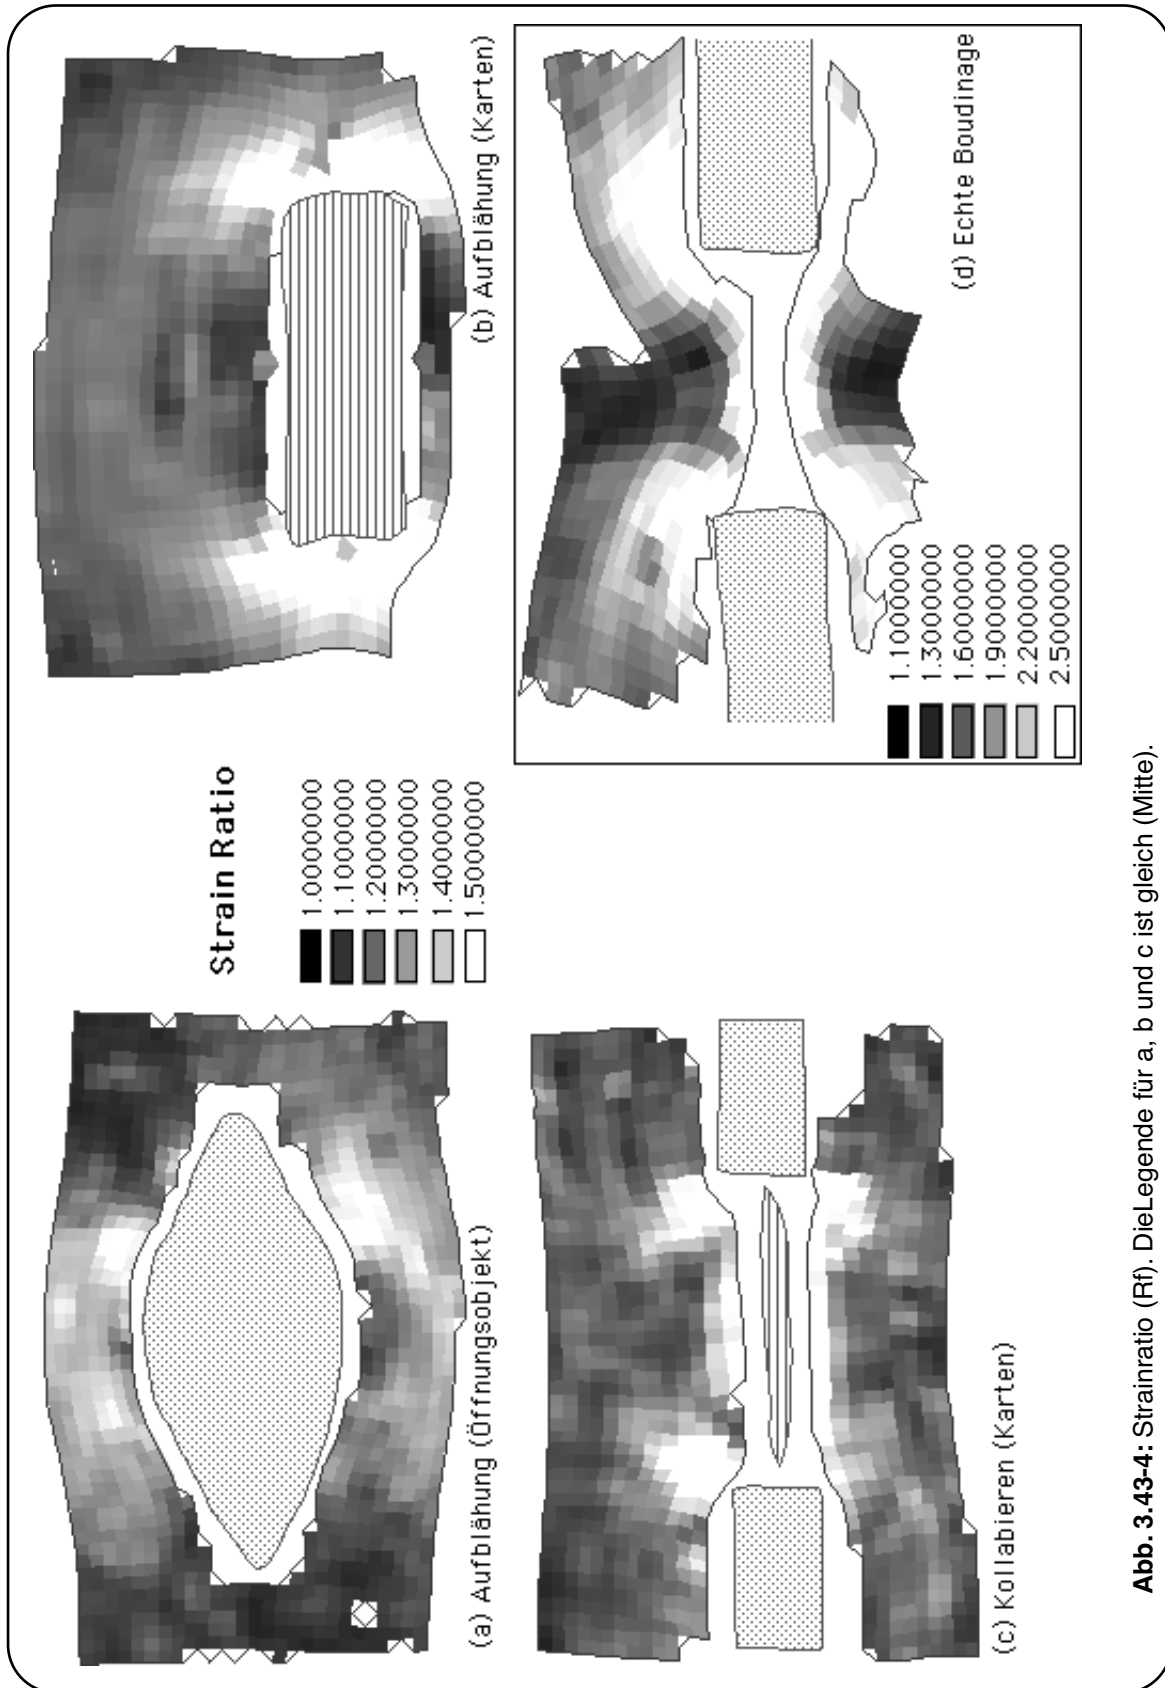 (a) Aufblähung (Öffnungsobjekt)
Strain Ratio
1.0000000
1.1000000
1.2000000
1.3000000
1.4000000
1.5000000
(b) Aufblähung (Karten)
(c) Kollabieren (Karten)
1.1000000
1.3000000
1.6000000
1.9000000
2.2000000
2.5000000
(d) Echte Boudinage
Abb. 3.43-4: Strainratio (Rf). DieLegende für a, b und c ist gleich (Mitte).